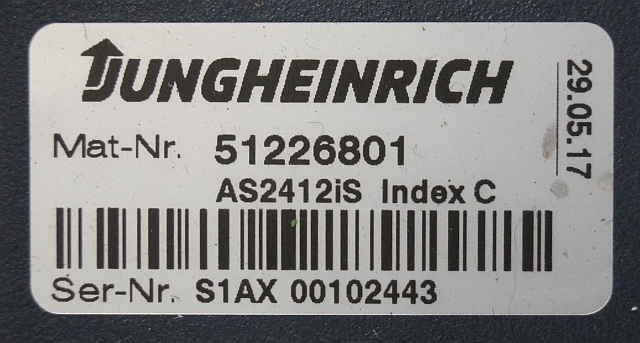 JUNGHEINRICH
Mat-Nr. 51226801
AS2412iS Index C
Ser-Nr. S1AX 00102443
29.05.17